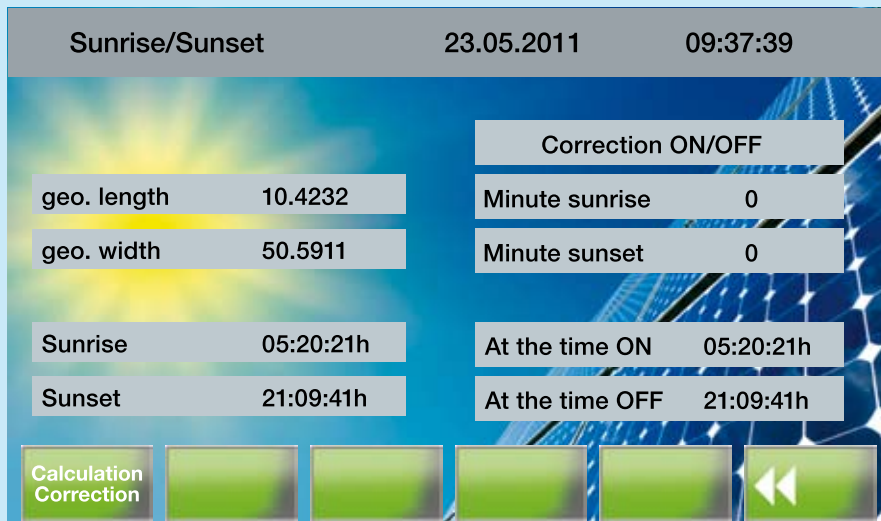 Sunrise/Sunset 23.05.2011 09:37:39
Correction ON/OFF
geo. length 10.4232
Minute sunrise 0
geo. width 50.5911
Minute sunset 0
Sunrise 05:20:21h
At the time ON 05:20:21h
Sunset 21:09:41h
At the time OFF 21:09:41h
Calculation
Correction